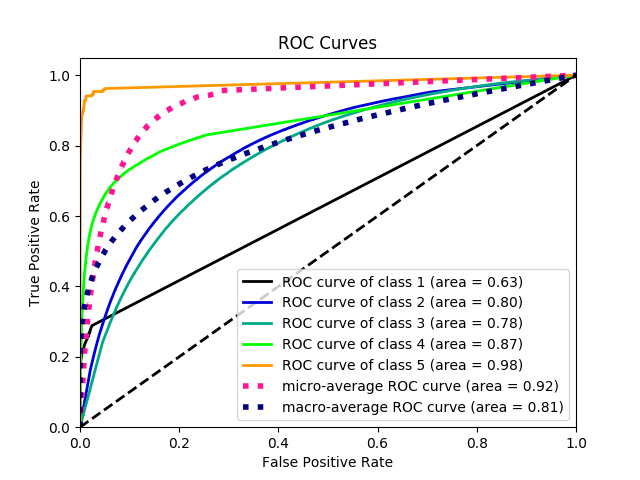 ROC Curves
True Positive Rate
1.0
0.8
0.6
0.4
0.2
0.0
ROC curve of class 1 (area = 0.63)
ROC curve of class 2 (area = 0.80)
ROC curve of class 3 (area = 0.78)
ROC curve of class 4 (area = 0.87)
ROC curve of class 5 (area = 0.98)
micro-average ROC curve (area = 0.92)
macro-average ROC curve (area = 0.81)
0.0 0.2 0.4 0.6 0.8 1.0
False Positive Rate